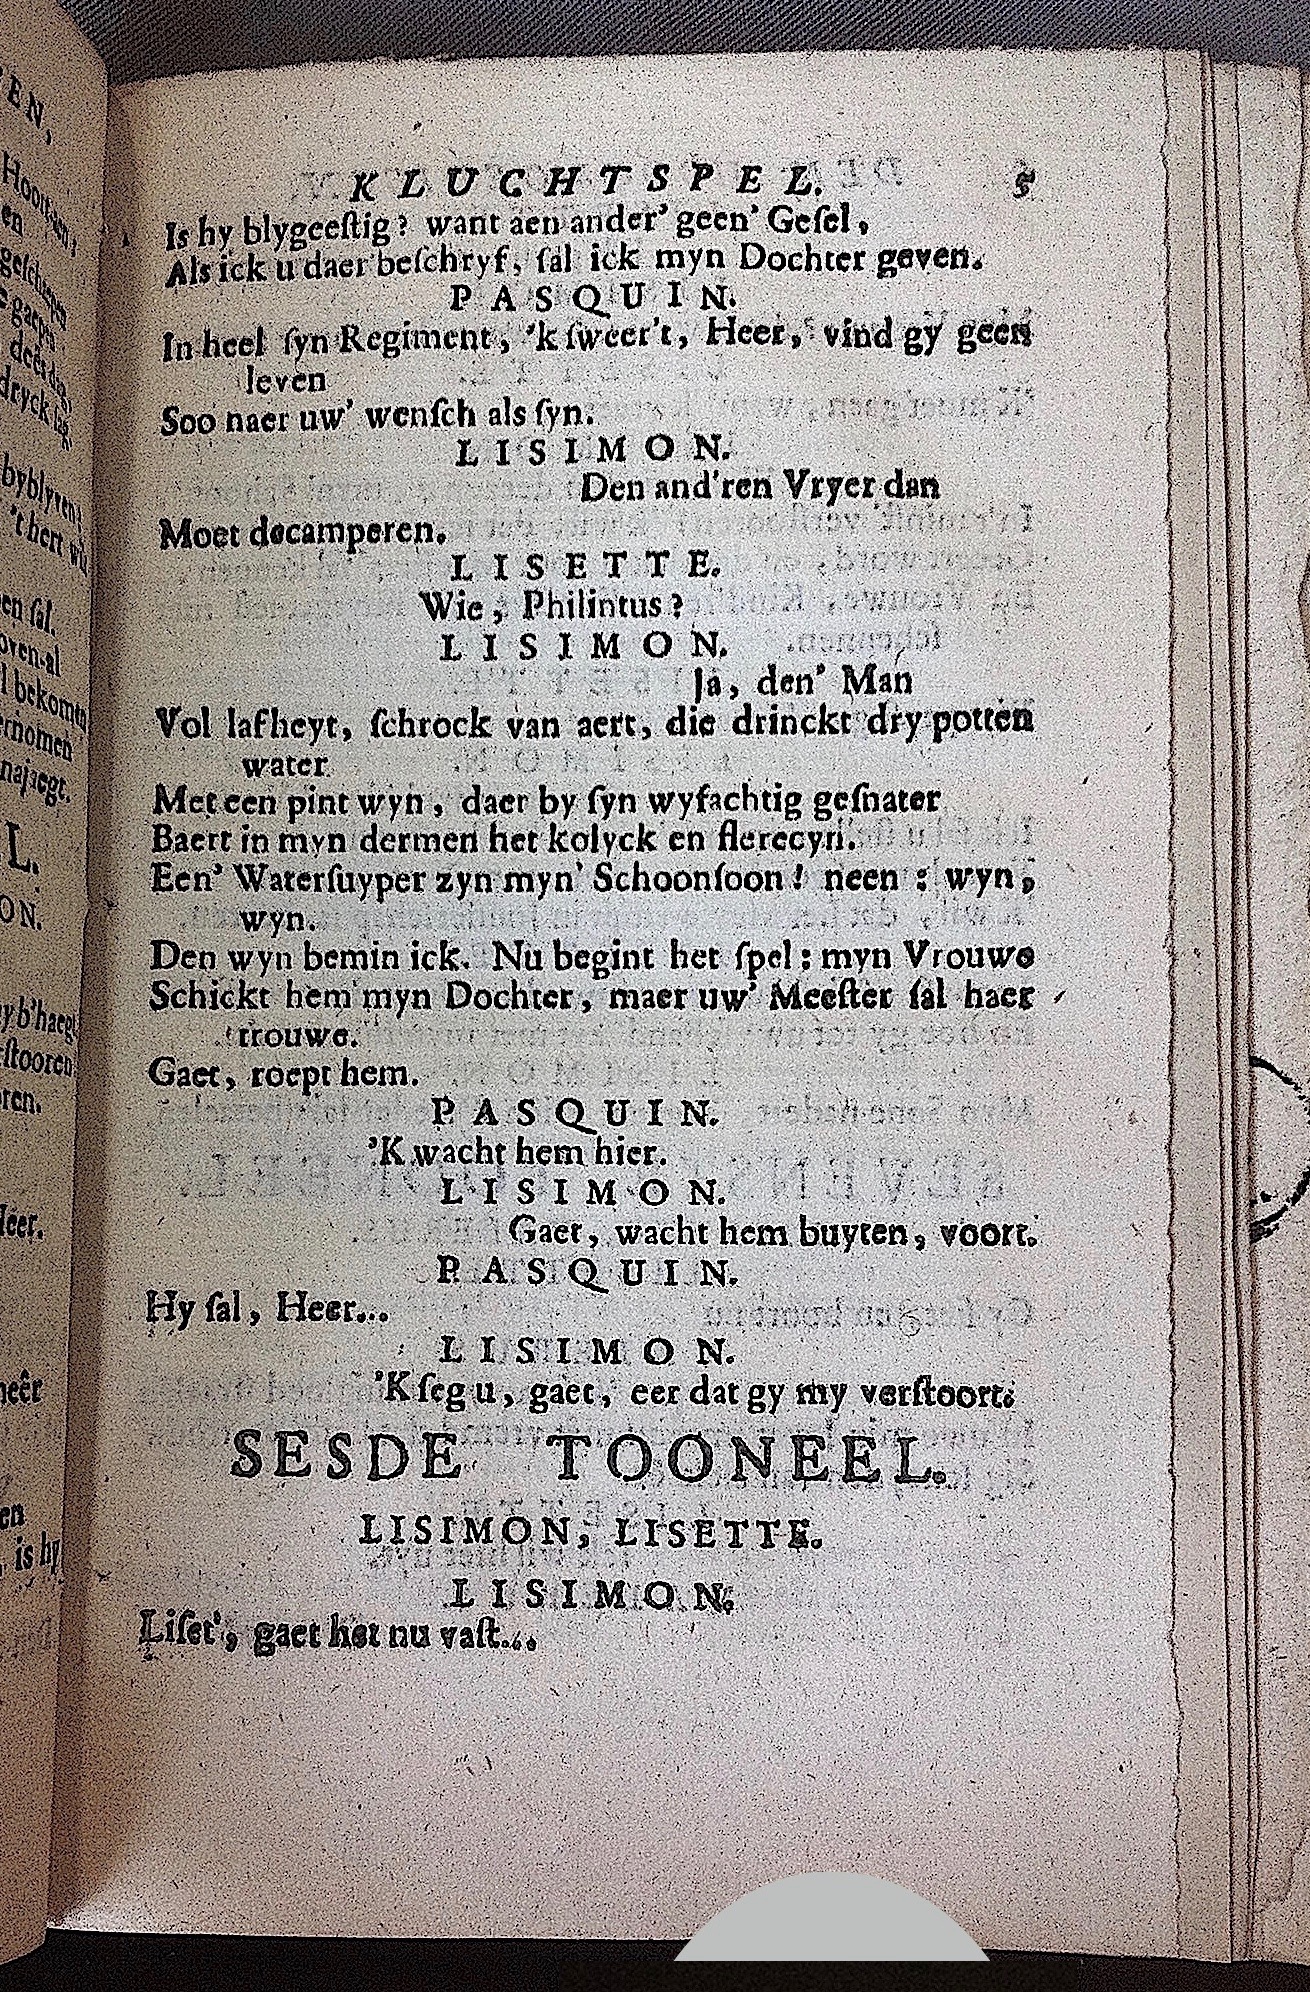 KLUCHTSPEL. 5
Is hy blygeeſtig? want aen ander' geen' Geſel,
Als ick u daer beſchryf, ſal ick myn Dochter geven.
PASQUIN.
In heel ſyn Regiment, 'k ſweer't, Heer, vind gy geen
leven
Soo naer uw' wenſch als ſyn.
LISIMON.
Den and'ren Vryer dan
Moet decamperen.
LISETTE.
Wie, Philintus?
LISIMON.
Ja, den' Man
Vol lafheyt, ſchrock van aert, die drinckt dry potten
water
Met een pint wyn, daer by ſyn wyfachtig geſnater
Baert in myn dermen het kolyck en flerecyn.
Een' Waterſuyper zyn myn' Schoonſoon! neen: wyn,
wyn.
Den wyn bemin ick. Nu begint het ſpel: myn Vrouwe
Schickt hem myn Dochter, maer uw' Meeſter ſal haer
trouwe.
Gaet, roept hem.
PASQUIN.
'K wacht hem hier.
LISIMON.
Gaet, wacht hem buyten, voort.
PASQUIN.
Hy ſal, Heer...
LISIMON.
'K ſeg u, gaet, eer dat gy my verſtoort.
SESDE TOONEEL.
LISIMON, LISETTE.
LISIMON.
Liſet', gaet het nu vaſt...